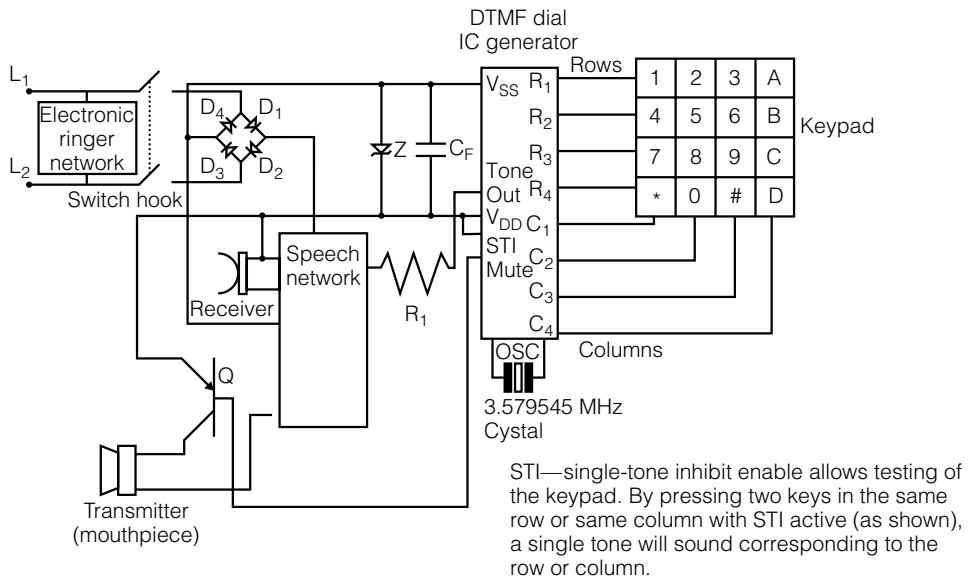 DTMF dial
IC generator
L1
Electronic
ringer
network
L2
Switch hook
D4
D1
D3
D2
Z
CF
VSS
R1
Rows
R2
R3
Tone
Out
R4
VDD
C1
STI
Mute
C2
C3
C4
Columns
OSC
3.579545 MHz
Cystal
1 2 3 A
4 5 6 B
7 8 9 C
* 0 # D
Keypad
Speech
network
Receiver
R1
Q
Transmitter
(mouthpiece)
STI—single-tone inhibit enable allows testing of
the keypad. By pressing two keys in the same
row or same column with STI active (as shown),
a single tone will sound corresponding to the
row or column.